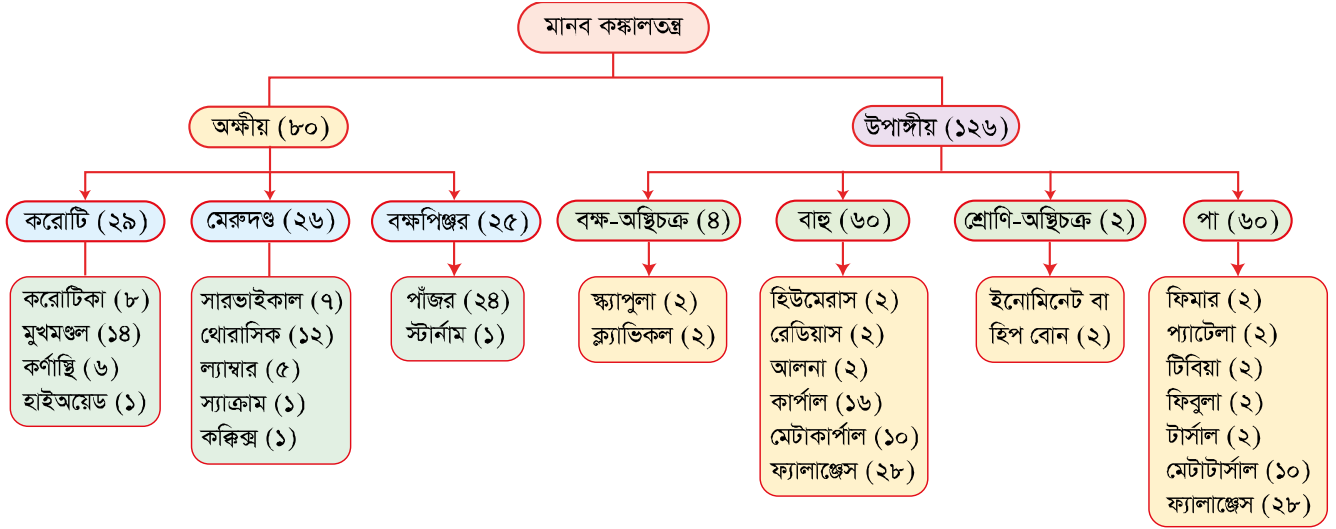 মানব কঙ্কালতন্ত্র
অক্ষীয় (৮০)
উপাঙ্গীয় (১২৬)
করোটি (২৯)
মেরুদণ্ড (২৬)
বক্ষপিঞ্জর (২৫)
বক্ষ-অস্থিচক্র (৪)
বাহু (৬০)
শ্রোণি-অস্থিচক্র (২)
পা (৬০)
করোটিকা (৮)
মুখমণ্ডল (১৪)
কর্ণাস্থি (৬)
হাইঅয়েড (১)
সারভাইকাল (৭)
থোরাসিক (১২)
ল্যাম্বার (৫)
স্যাক্রাম (১)
কক্কিক্স (১)
পাঁজর (২৪)
স্টার্নাম (১)
স্ক্যাপুলা (২)
ক্ল্যাভিকল (২)
হিউমেরাস (২)
রেডিয়াস (২)
আলনা (২)
কার্পাল (১৬)
মেটাকার্পাল (১০)
ফ্যালাঞ্জেস (২৮)
ইনোমিনেট বা
হিপ বোন (২)
ফিমার (২)
প্যাটেলা (২)
টিবিয়া (২)
ফিবুলা (২)
টার্সাল (২)
মেটাটার্সাল (১০)
ফ্যালাঞ্জেস (২৮)